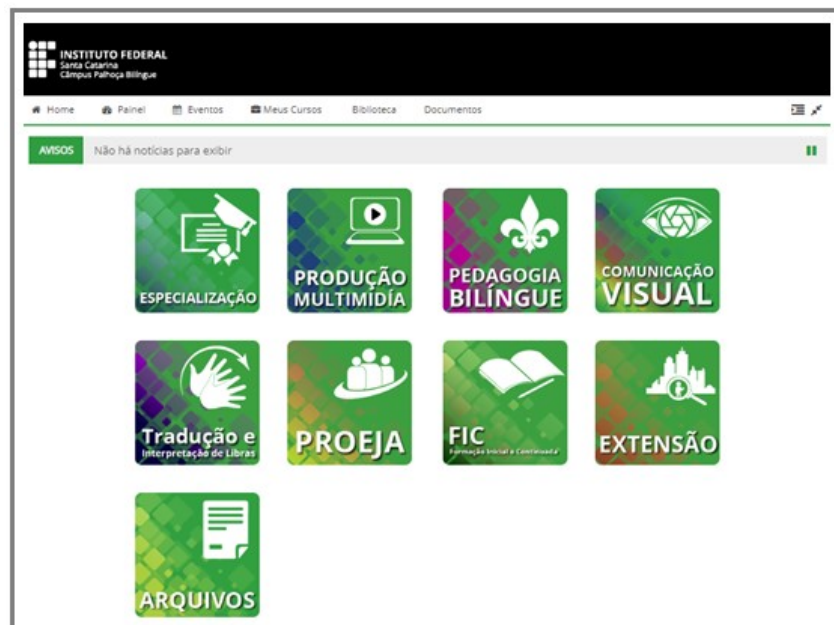 INSTITUTO FEDERAL
Santa Catarina
Câmpus Palhoça Bilíngue
Home Painel Eventos Meus Cursos Biblioteca Documentos
AVISOS Não há notícias para exibir
ESPECIALIZAÇÃO
PRODUÇÃO
MULTIMIDÍA
PEDAGOGIA
BILÍNGUE
COMUNICAÇÃO
VISUAL
Tradução e
Interpretação de Libras
PROEJA
FIC
Formação Inicial e Continuada
EXTENSÃO
ARQUIVOS